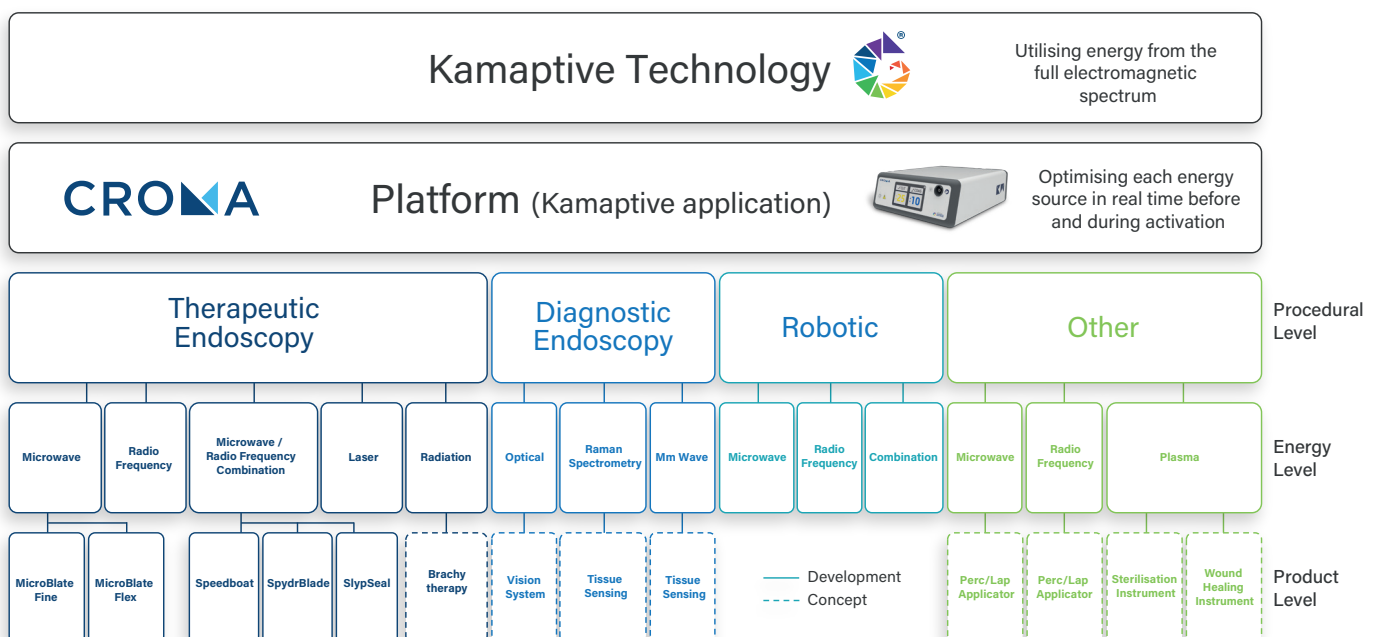 Kamaptive Technology
®
Utilising energy from the
full electromagnetic
spectrum
CROMA
Platform (Kamaptive application)
Optimising each energy
source in real time before
and during activation
Therapeutic
Endoscopy
Diagnostic
Endoscopy
Robotic
Other
Procedural
Level
Microwave
Radio
Frequency
Microwave /
Radio Frequency
Combination
Laser
Radiation
Optical
Raman
Spectrometry
Mm Wave
Microwave
Radio
Frequency
Combination
Microwave
Radio
Frequency
Plasma
Energy
Level
MicroBlate
Fine
MicroBlate
Flex
Speedboat
SpydrBlade
SlypSeal
Brachy
therapy
Vision
System
Tissue
Sensing
Tissue
Sensing
Development
Concept
Perc/Lap
Applicator
Perc/Lap
Applicator
Sterilisation
Instrument
Wound
Healing
Instrument
Product
Level